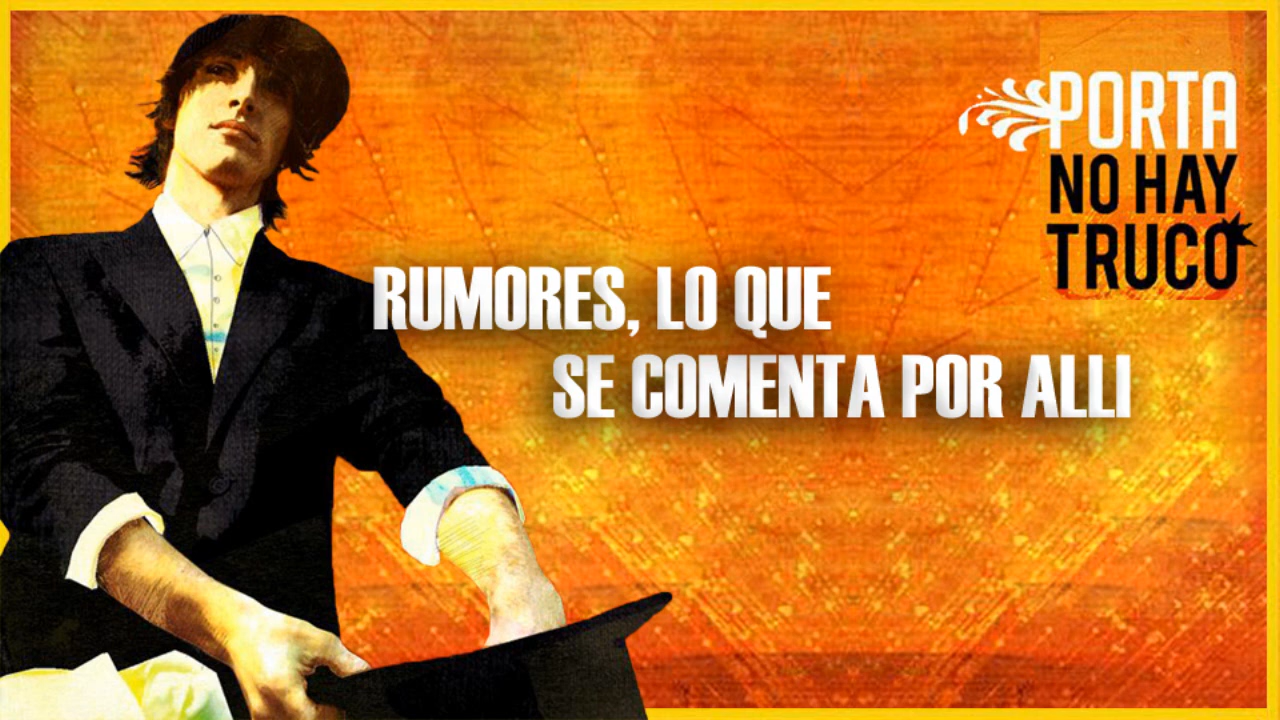 PORTA
NO HAY
TRUCO
RUMORES, LO QUE
SE COMENTA POR ALLI